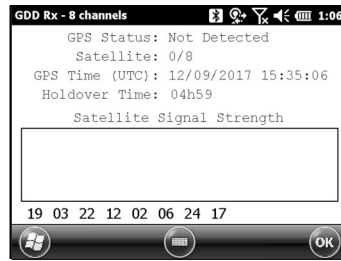 GDD Rx - 8 channels 1:06
GPS Status: Not Detected
Satellite: 0/8
GPS Time (UTC): 12/09/2017 15:35:06
Holdover Time: 04h59
Satellite Signal Strength
19 03 22 12 02 06 24 17
OK